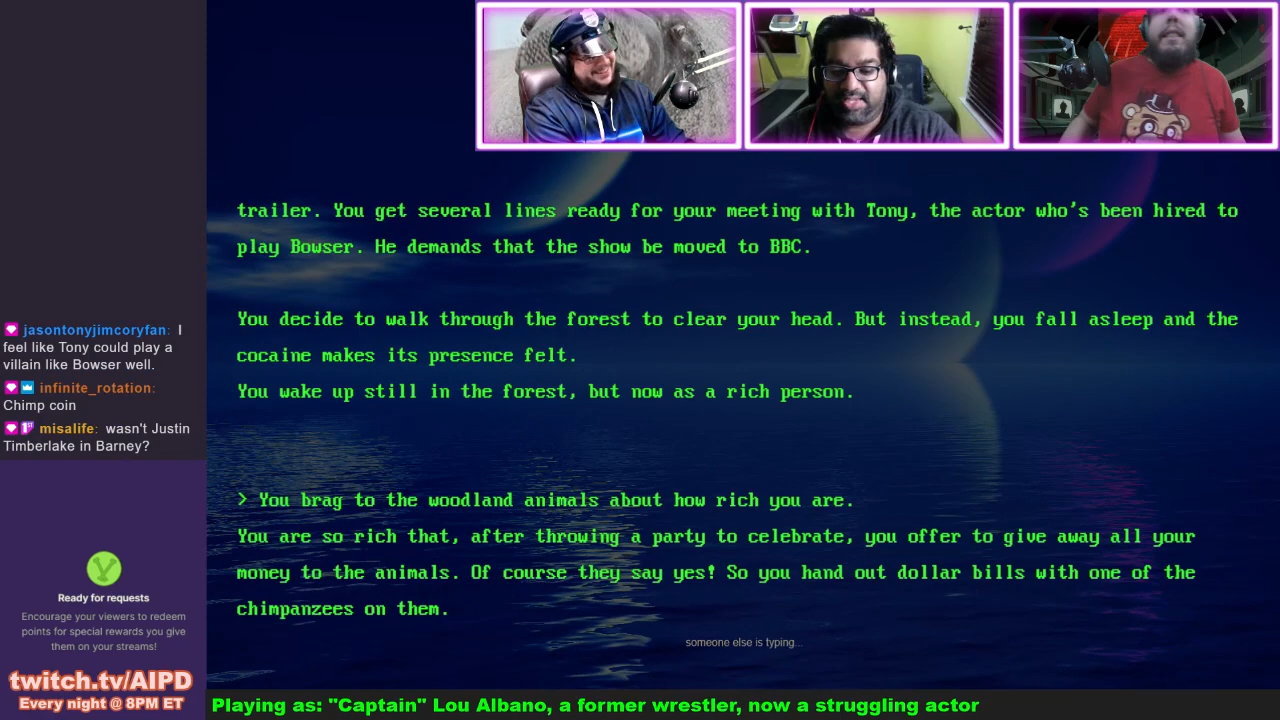 trailer. You get several lines ready for your meeting with Tony, the actor who's been hired to
play Bowser. He demands that the show be moved to BBC.
You decide to walk through the forest to clear your head. But instead, you fall asleep and the
cocaine makes its presence felt.
You wake up still in the forest, but now as a rich person.
> You brag to the woodland animals about how rich you are.
You are so rich that, after throwing a party to celebrate, you offer to give away all your
money to the animals. Of course they say yes! So you hand out dollar bills with one of the
chimpanzees on them.
someone else is typing...
jasontonyjimcoryfan: I
feel like Tony could play a
villain like Bowser well.
infinite_rotation:
Chimp coin
misalife: wasn't Justin
Timberlake in Barney?
Ready for requests
Encourage your viewers to redeem
points for special rewards you give
them on your streams!
twitch.tv/AIPD
Every night @ 8PM ET
Playing as: "Captain" Lou Albano, a former wrestler, now a struggling actor